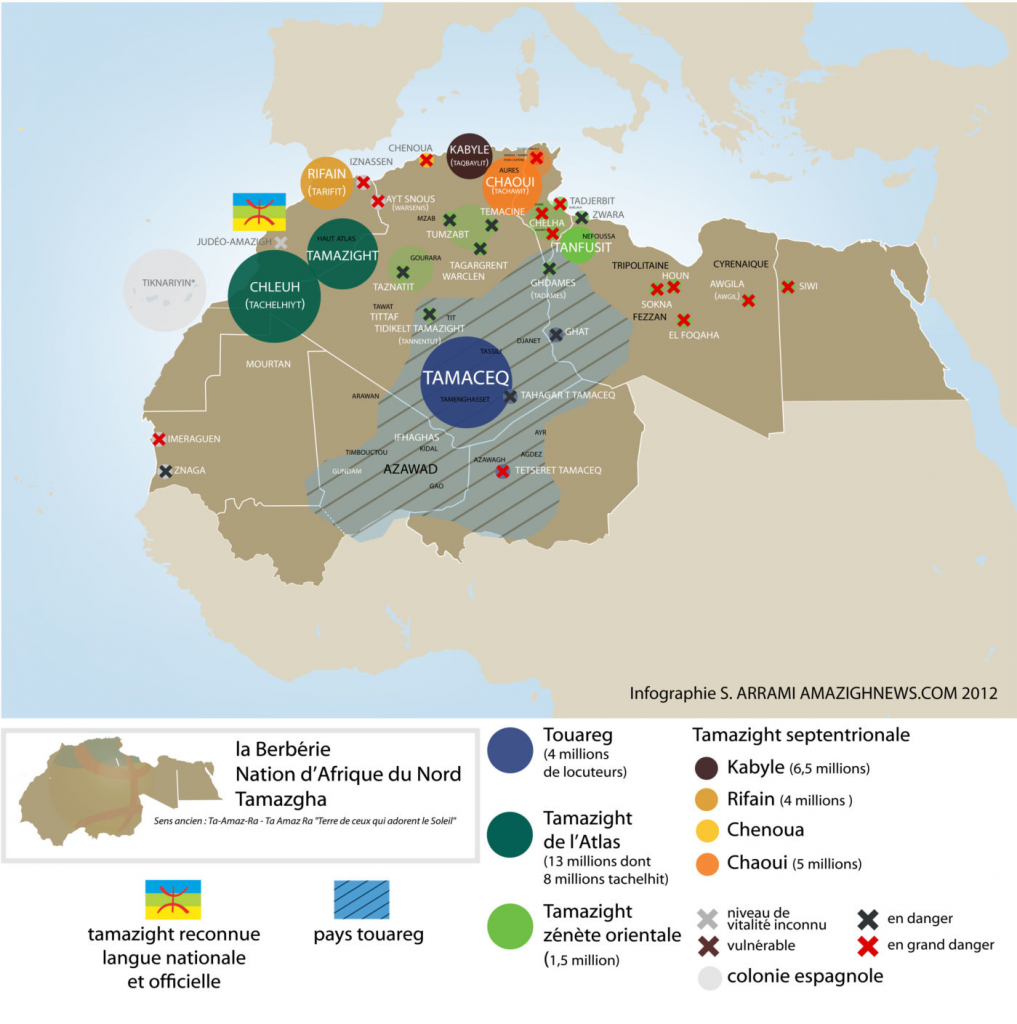 CHENOUA
KABYLE
(TAQBAYLIT)
IZNASSEN
RIFAIN
(TARIFIT)
AURES
CHAOUI
(TACHAWIT)
AYT SNOUS
(WARSENIS)
TADJERBIT
MZAB
TEMACINE
ZWARA
TUMZABT
CHELHA
JUDÉO-AMAZIGH
HAUT ATLAS
NEFOUSSA
TANFUSIT
TAMAZIGHT
GOURARA
TAGARGRENT
WARCLEN
TRIPOLITAINE
CYRENAIQUE
TIKNARIYIN*.
CHLEUH
(TACHELHIYT)
TAZNATIT
GHDAMES
(TADAMES)
HOUN
AWGILA
(AWGIL)
SIWI
SOKNA
FEZZAN
TAWAT
TITTAF
TIT
TIDIKELT TAMAZIGHT
(TANNENTUT)
GHAT
EL FOQAHA
DJANET
TASSILI
MOURTAN
TAMACEQ
TAMENGHASSET
ARAWAN
TAHAGAR T TAMACEQ
IMERAGUEN
IFHAGHAS
KIDAL
AYR
TIMBOUCTOU
AGDEZ
AZAWAGH
ZNAGA
GUNDAM
AZAWAD
TETSERET TAMACEQ
GAO
Infographie S. ARRAMI AMAZIGHNEWS.COM 2012
la Berbérie
Nation d'Afrique du Nord
Tamazgha
Sens ancien : Ta-Amaz-Ra - Ta Amaz Ra "Terre de ceux qui adorent le Soleil"
tamazight reconnue
langue nationale
et officielle
pays touareg
Touareg
(4 millions
de locuteurs)
Tamazight
de l'Atlas
(13 millions dont
8 millions tachelhit)
Tamazight
zénète orientale
(1,5 million)
Tamazight septentrionale
Kabyle (6,5 millions)
Rifain (4 millions )
Chenoua
Chaoui (5 millions)
niveau de
vitalité inconnu
en danger
vulnérable
en grand danger
colonie espagnole